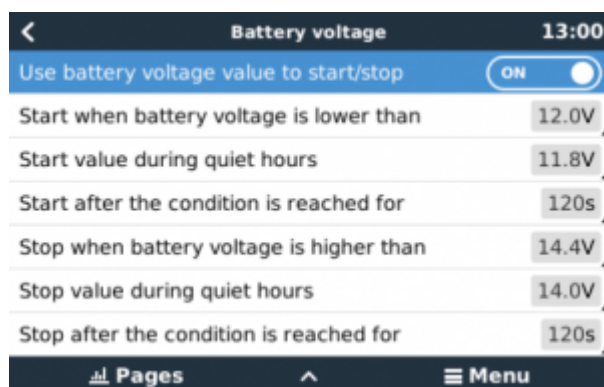 Battery voltage 13:00
Use battery voltage value to start/stop ON
Start when battery voltage is lower than 12.0V
Start value during quiet hours 11.8V
Start after the condition is reached for 120s
Stop when battery voltage is higher than 14.4V
Stop value during quiet hours 14.0V
Stop after the condition is reached for 120s
Pages Menu